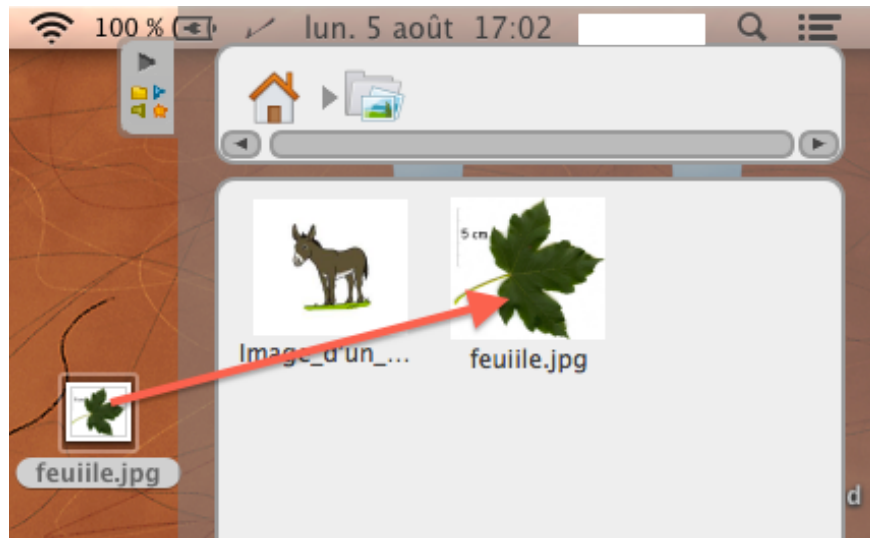 100 % lun. 5 août 17:02
5 cm
Image_d'un_...
feuiile.jpg
feuiile.jpg
d